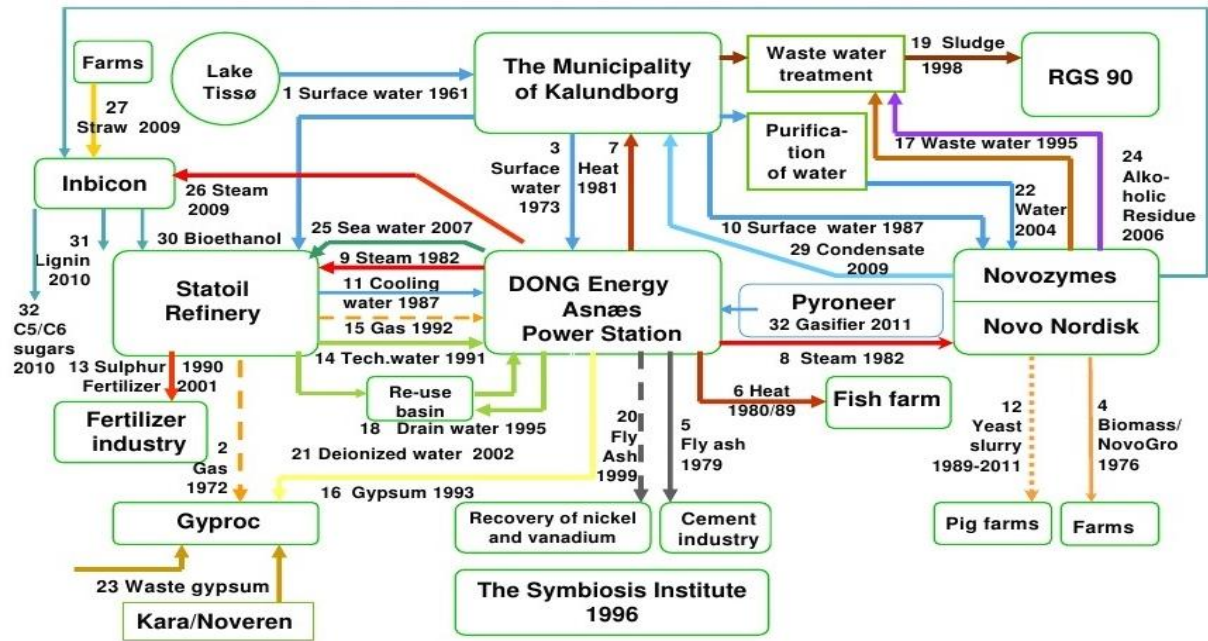 Farms
27
Straw 2009
Lake
Tissø
1 Surface water 1961
The Municipality
of Kalundborg
Waste water
treatment
19 Sludge
1998
RGS 90
Purifica-
tion
of water
17 Waste water 1995
24
Alko-
holic
Residue
2006
Inbicon
26 Steam
2009
3
Surface
water
1973
7
Heat
1981
22
Water
2004
10 Surface water 1987
29 Condensate
2009
31
Lignin
2010
30 Bioethanol
25 Sea water 2007
9 Steam 1982
Statoil
Refinery
11 Cooling
water 1987
15 Gas 1992
14 Tech.water 1991
DONG Energy
Asnæs
Power Station
Pyroneer
32 Gasifier 2011
Novozymes
Novo Nordisk
8 Steam 1982
32
C5/C6
sugars
2010
13 Sulphur 1990
Fertilizer 2001
Fertilizer
industry
Re-use
basin
18 Drain water 1995
6 Heat
1980/89
Fish farm
12
Yeast
slurry
1989-2011
4
Biomass/
NovoGro
1976
2
Gas
1972
21 Deionized water 2002
16 Gypsum 1993
20
Fly
Ash
1999
5
Fly ash
1979
Gyproc
Recovery of nickel
and vanadium
Cement
industry
Pig farms
Farms
23 Waste gypsum
Kara/Noveren
The Symbiosis Institute
1996